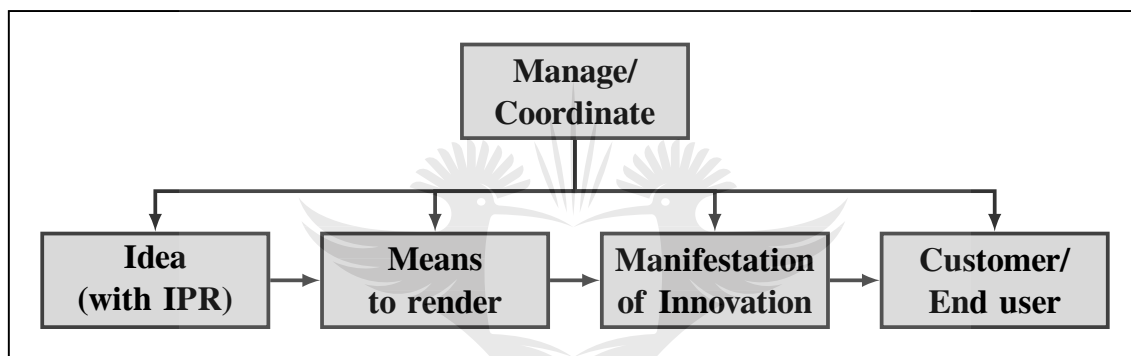 Manage/
Coordinate
Idea
(with IPR)
Means
to render
Manifestation
of Innovation
Customer/
End user